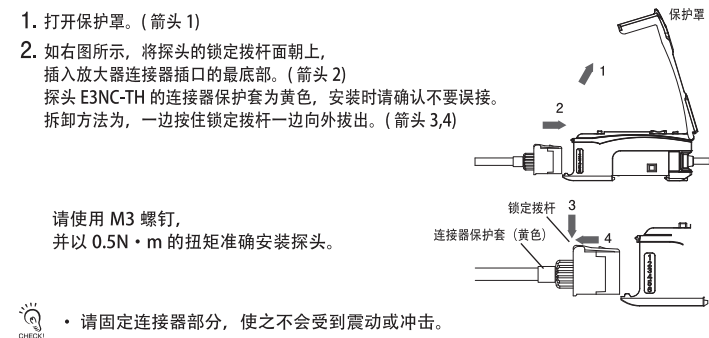 1. 打开保护罩。( 箭头 1)
2. 如右图所示，将探头的锁定拨杆面朝上，
插入放大器连接器插口的最底部。( 箭头 2)
探头 E3NC-TH 的连接器保护套为黄色，安装时请确认不要误接。
拆卸方法为，一边按住锁定拨杆一边向外拔出。( 箭头 3,4)
保护罩
1
2
请使用 M3 螺钉，
并以 0.5N・m 的扭矩准确安装探头。
锁定拨杆
3
连接器保护套（黄色）
4
CHECK!
・ 请固定连接器部分，使之不会受到震动或冲击。